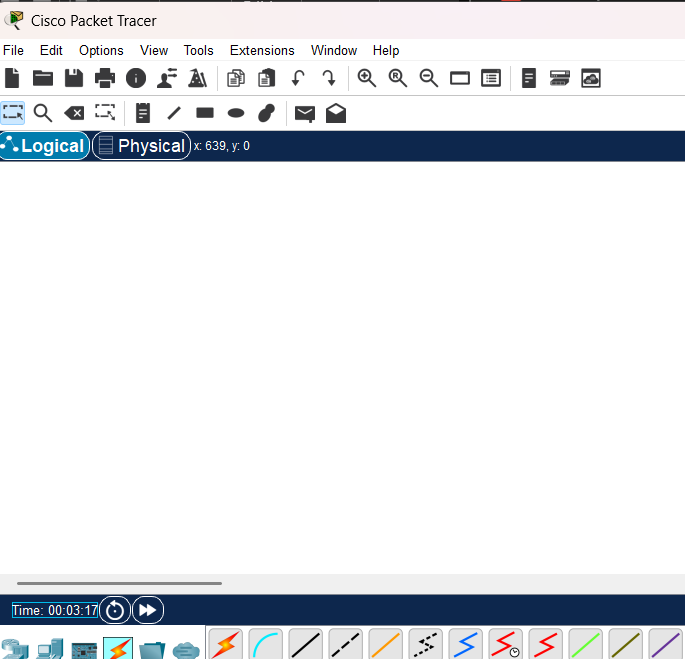 Cisco Packet Tracer
File Edit Options View Tools Extensions Window Help
Logical Physical x: 639, y: 0
Time: 00:03:17